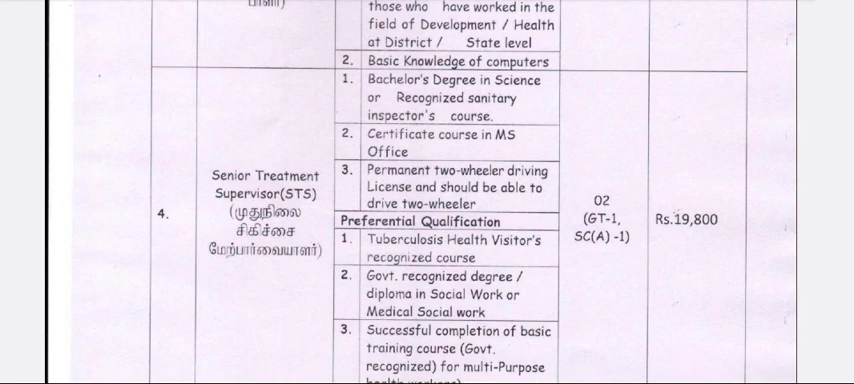 those who have worked in the
field of Development / Health
at District / State level
2. Basic Knowledge of computers
4.
Senior Treatment
Supervisor(STS)
(முதுநிலை
சிகிச்சை
மேற்பார்வையாளர்)
1. Bachelor's Degree in Science
or Recognized sanitary
inspector's course.
2. Certificate course in MS
Office
3. Permanent two-wheeler driving
License and should be able to
drive two-wheeler
Preferential Qualification
1. Tuberculosis Health Visitor's
recognized course
2. Govt. recognized degree /
diploma in Social Work or
Medical Social work
3. Successful completion of basic
training course (Govt.
recognized) for multi-Purpose
02
(GT-1,
SC(A) -1)
Rs.19,800